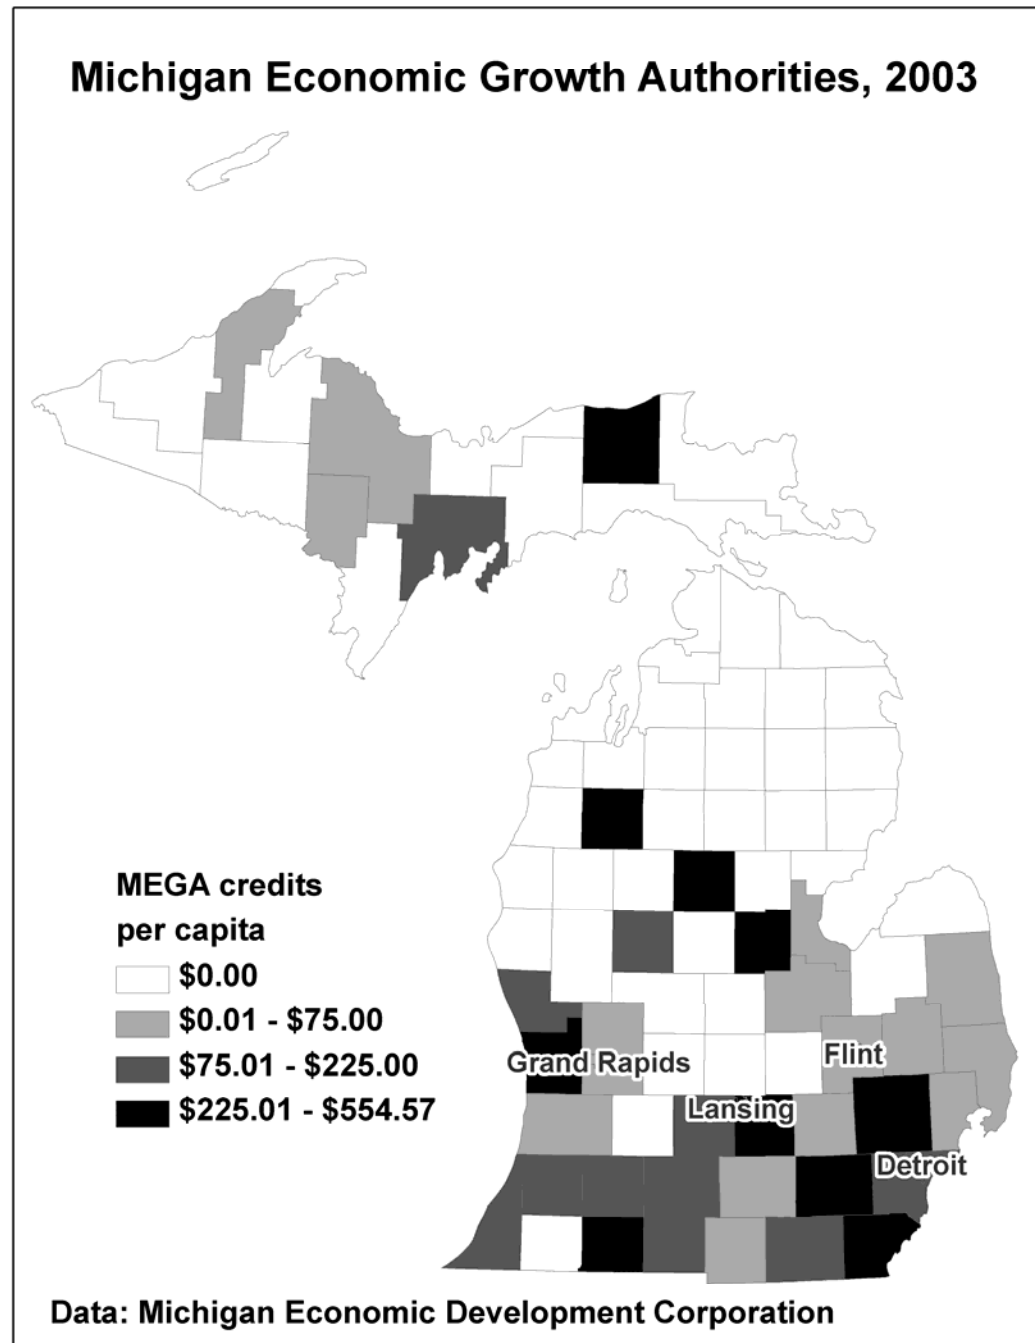 Michigan Economic Growth Authorities, 2003
MEGA credits
per capita
$0.00
$0.01 - $75.00
$75.01 - $225.00
$225.01 - $554.57
Grand Rapids
Flint
Lansing
Detroit
Data: Michigan Economic Development Corporation